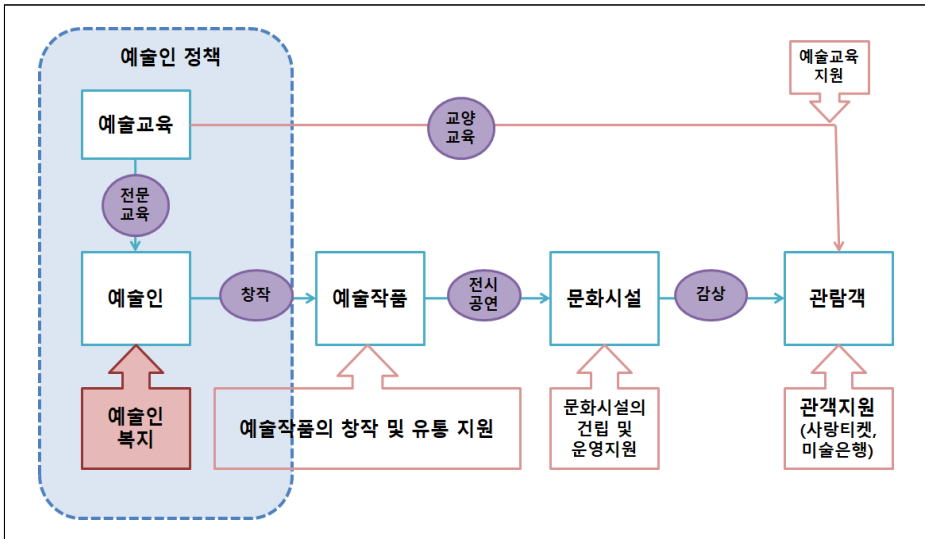 예술인 정책
예술교육
지원
예술교육
교양
교육
전문
교육
예술인
창작
예술작품
전시
공연
문화시설
감상
관람객
예술인
복지
예술작품의 창작 및 유통 지원
문화시설의
건립 및
운영지원
관객지원
(사랑티켓,
미술은행)